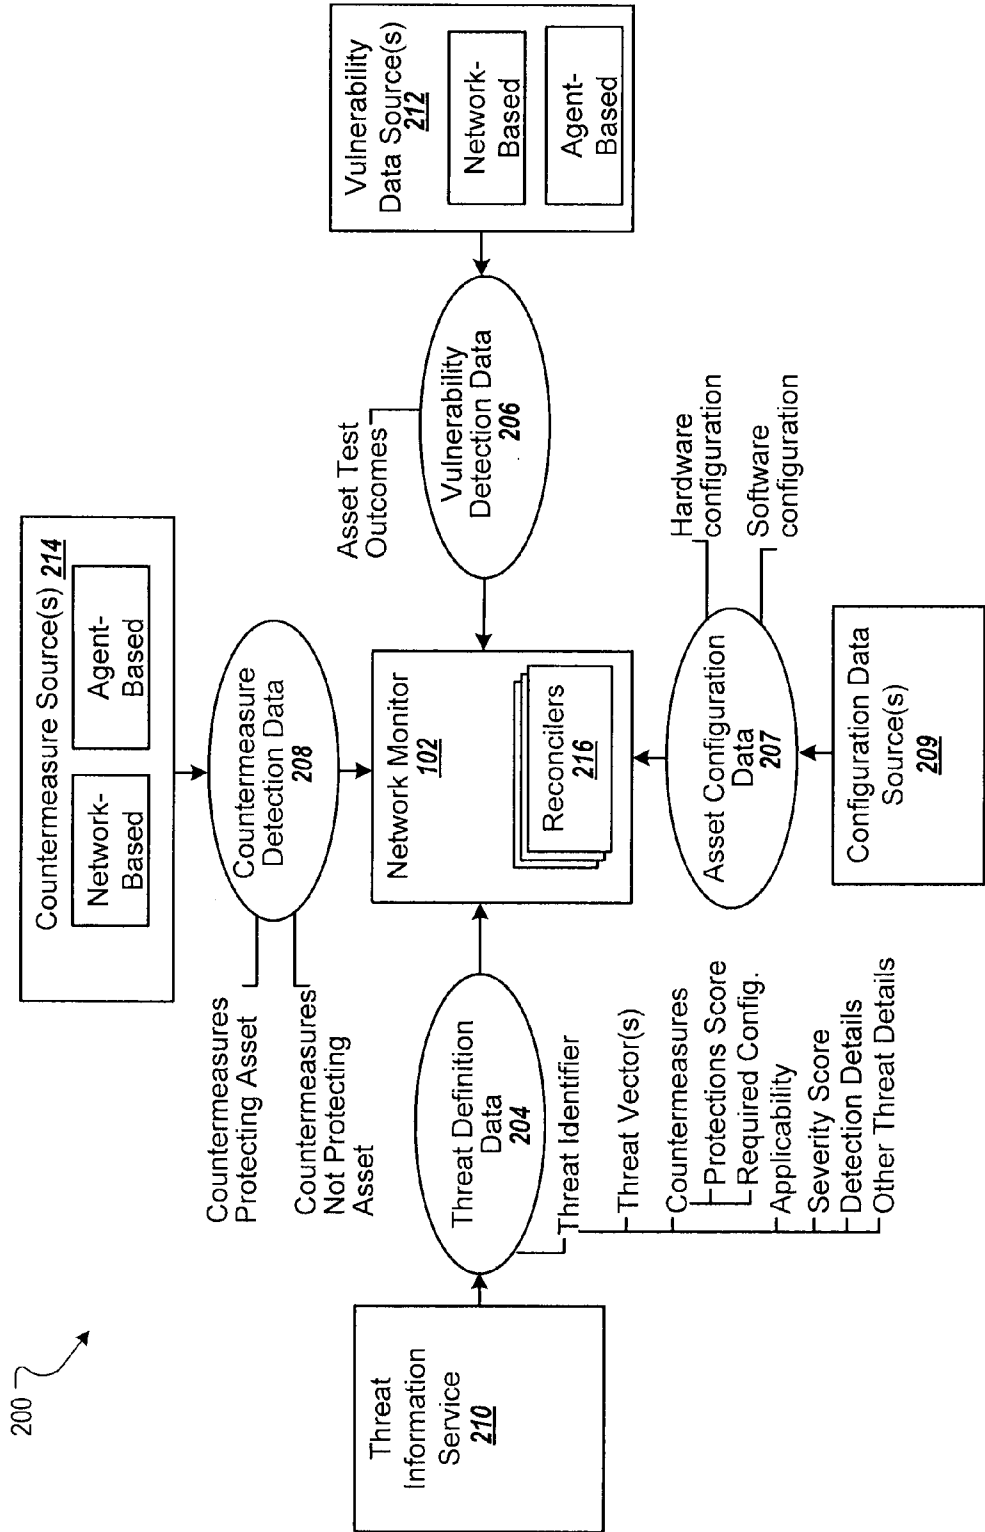 200
Countermeasure Source(s) 214
Network-
Based
Agent-
Based
Countermeasures
Protecting Asset
Countermeasures
Not Protecting
Asset
Countermeasure
Detection Data
208
Asset Test
Outcomes
Threat
Information
Service
210
Threat Definition
Data
204
Network Monitor
102
Reconcilers
216
Vulnerability
Detection Data
206
Vulnerability
Data Source(s)
212
Network-
Based
Agent-
Based
Threat Identifier
Threat Vector(s)
Countermeasures
Protections Score
Required Config.
Applicability
Severity Score
Detection Details
Other Threat Details
Asset Configuration
Data
207
Hardware
configuration
Software
configuration
Configuration Data
Source(s)
209